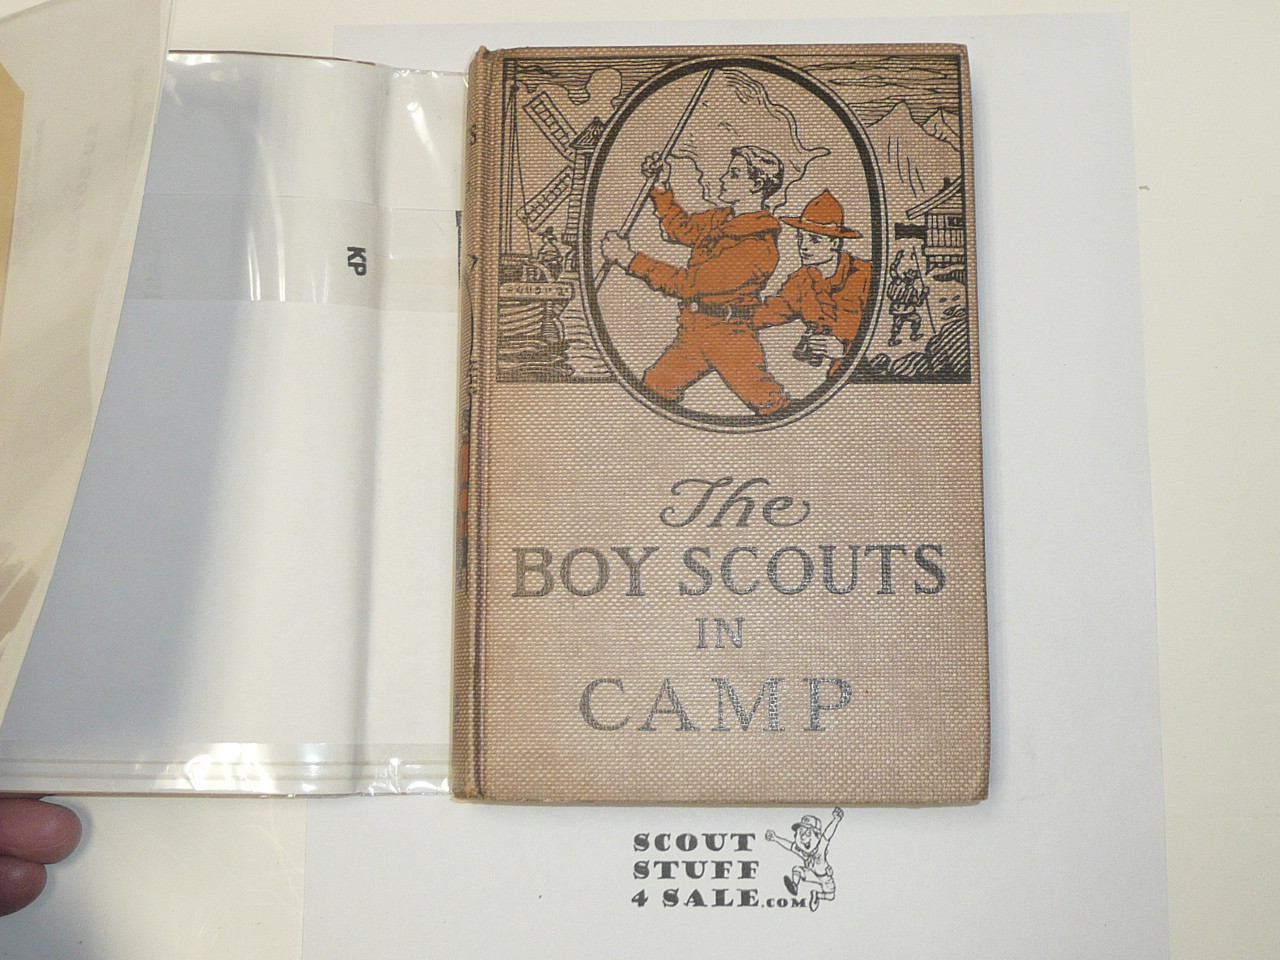 KP
The
BOY SCOUTS
IN
CAMP
SCOUT
STUFF
4 SALE.com